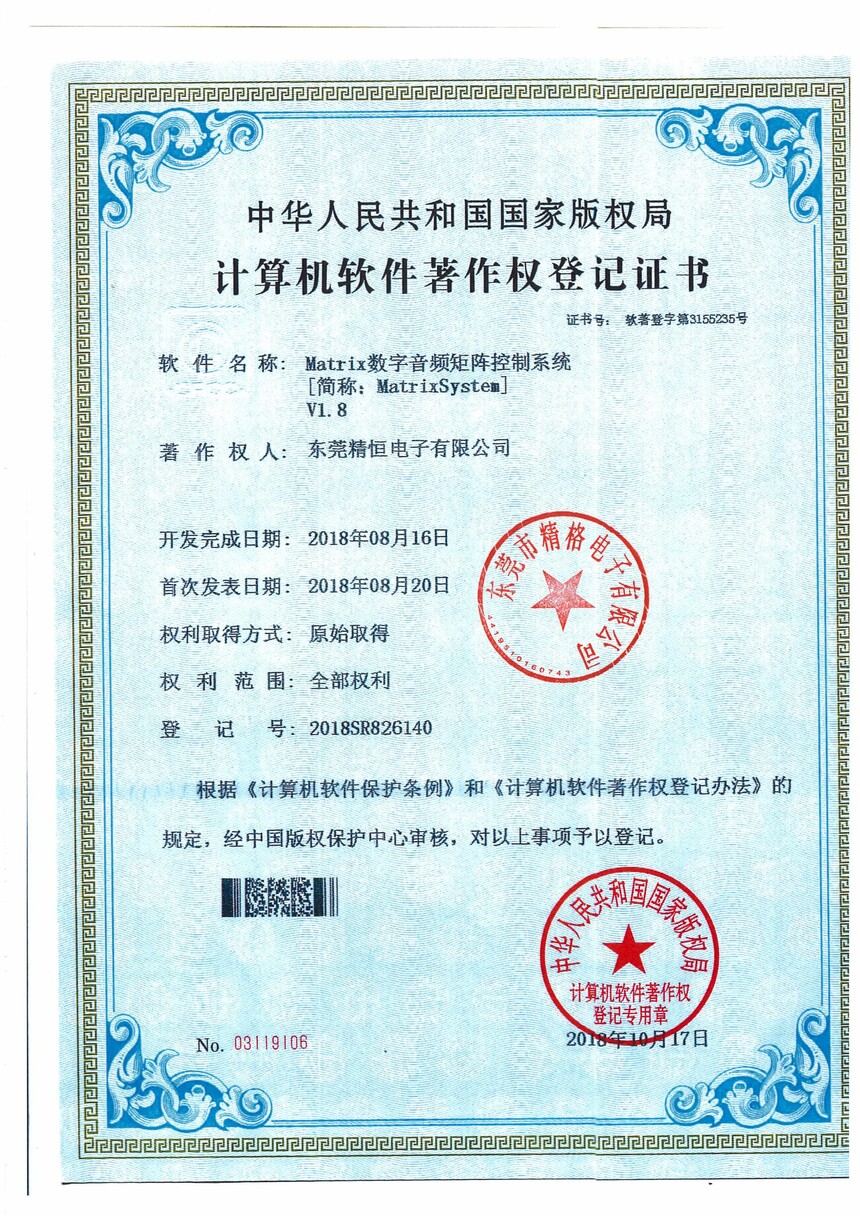 中华人民共和国国家版权局
计算机软件著作权登记证书
证书号： 软著登字第3155235号
软件名称： Matrix数字音频矩阵控制系统
[简称：MatrixSystem]
V1.8
著作权人： 东莞精恒电子有限公司
开发完成日期： 2018年08月16日
首次发表日期： 2018年08月20日
权利取得方式： 原始取得
权利范围： 全部权利
登记号： 2018SR826140
东莞市精格电子有限公司
4419510160743
根据《计算机软件保护条例》和《计算机软件著作权登记办法》的
规定，经中国版权保护中心审核，对以上事项予以登记。
中华人民共和国国家版权局
计算机软件著作权
登记专用章
No. 03119106
2018年10月17日